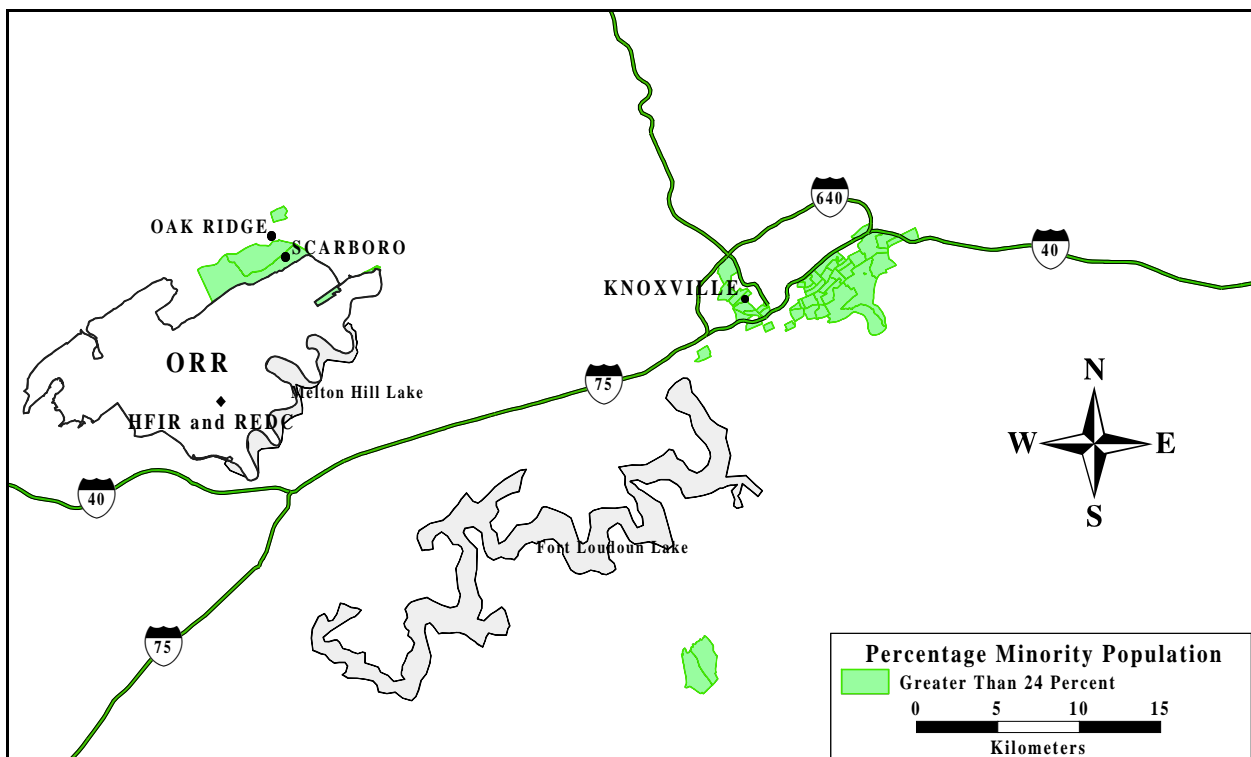 640
OAK RIDGE
SCARBORO
40
KNOXVILLE
ORR
75
Melton Hill Lake
HFIR and REDC
N
W E
S
40
Fort Loudoun Lake
75
Percentage Minority Population
Greater Than 24 Percent
0 5 10 15
Kilometers